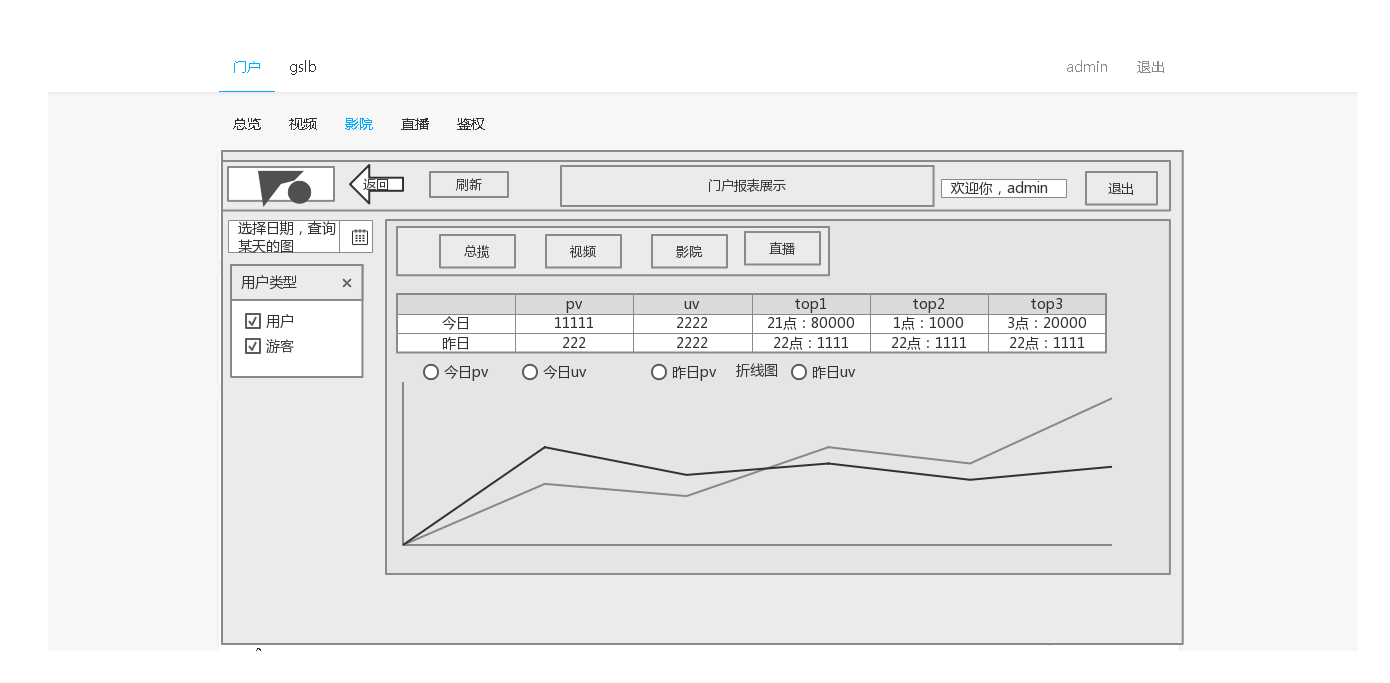 门户 gslb admin 退出
总览 视频 影院 直播 鉴权
返回 刷新 门户报表展示 欢迎你，admin 退出
选择日期，查询
某天的图
用户类型
用户
游客
总揽 视频 影院 直播
pv uv top1 top2 top3
今日 11111 2222 21点：80000 1点：1000 3点：20000
昨日 222 2222 22点：1111 22点：1111 22点：1111
今日pv 今日uv 昨日pv 折线图 昨日uv